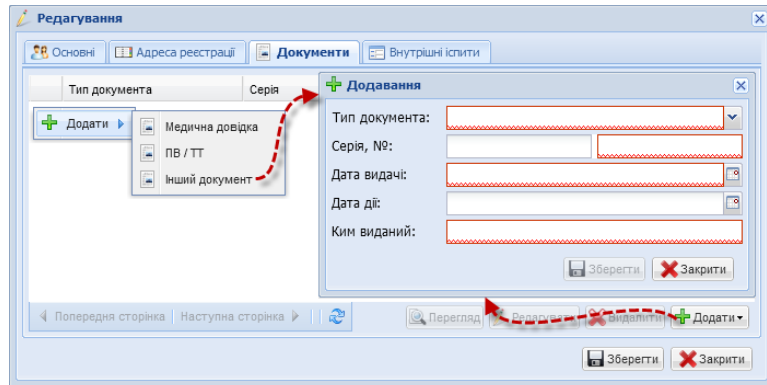 Редагування
Основні Адреса реєстрації Документи Внутрішні іспити
Тип документа Серія
Додати
Медична довідка
ПВ / ТТ
Інший документ
Додавання
Тип документа:
Серія, №:
Дата видачі:
Дата дії:
Ким виданий:
Зберегти Закрити
Попередня сторінка Наступна сторінка Перегляд Редагувати Видалити Додати
Зберегти Закрити